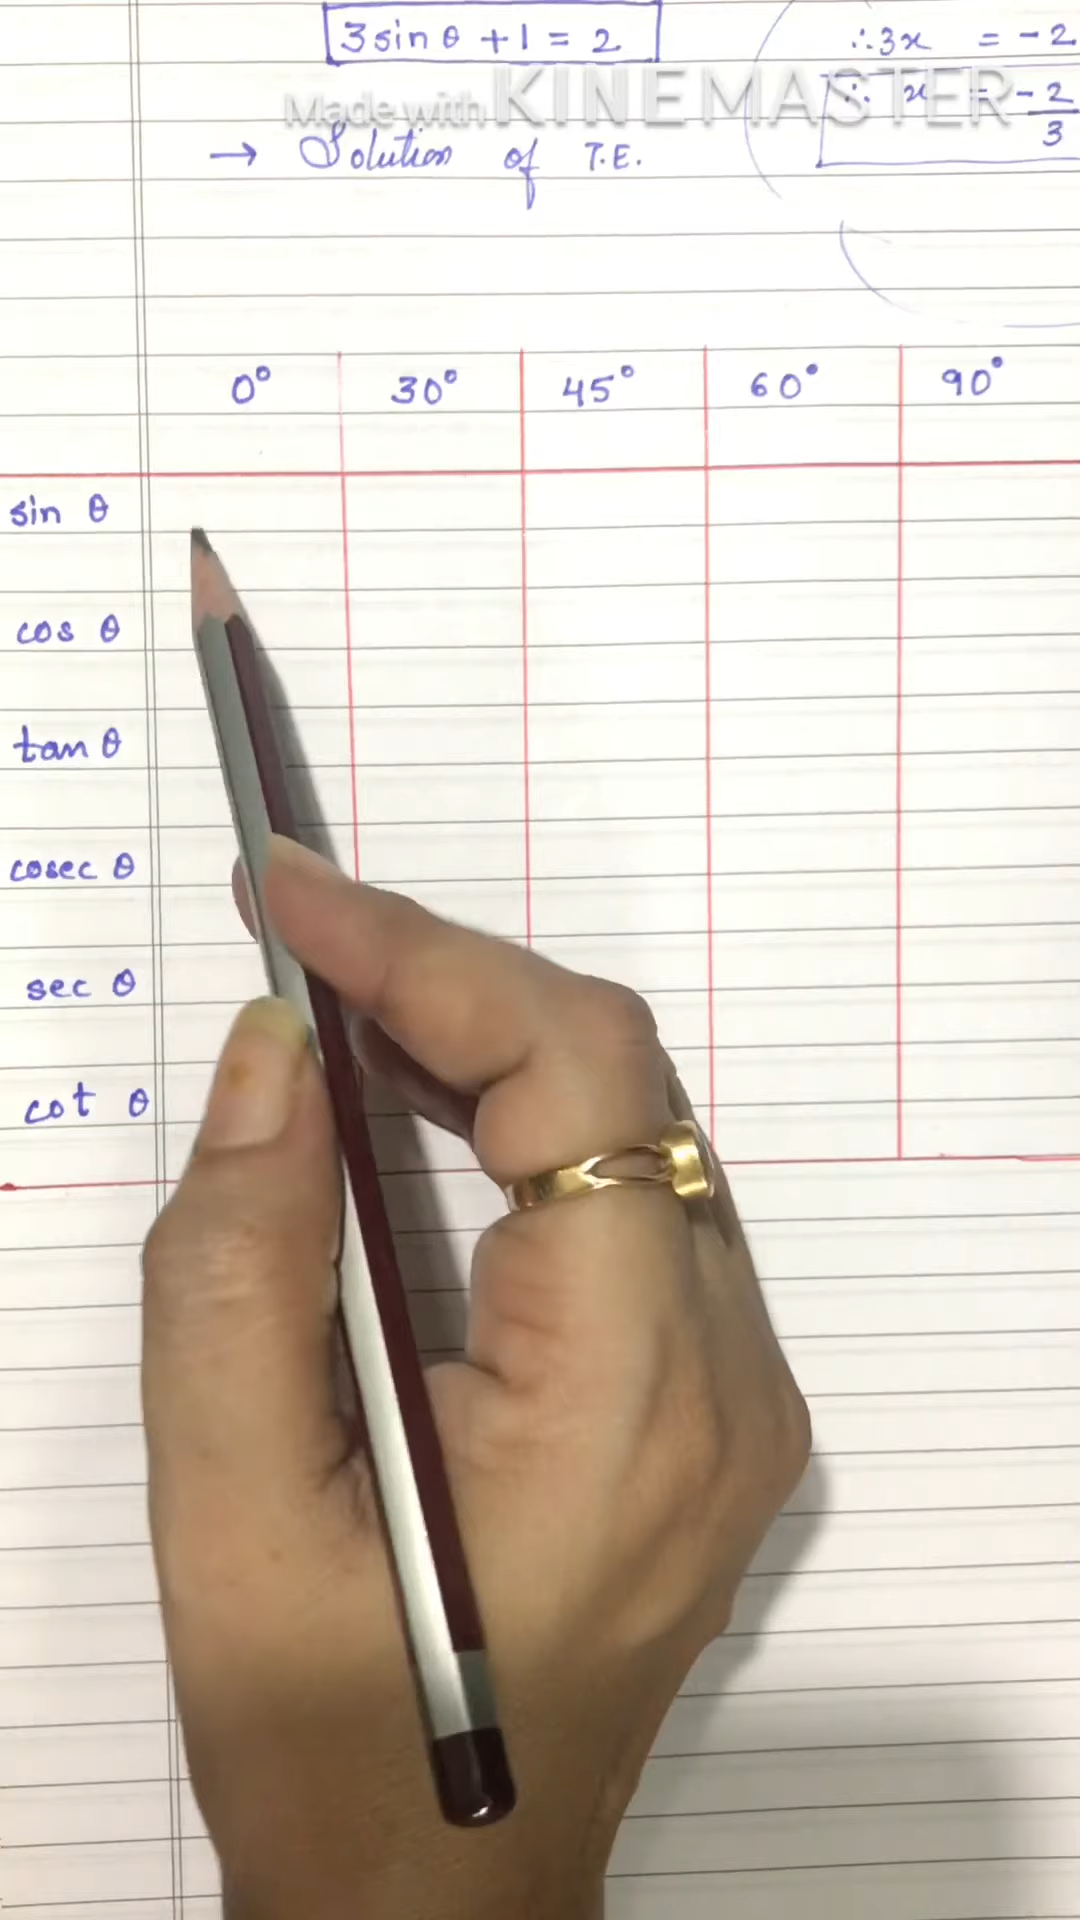 3 sin θ + 1 = 2
∴ 3x = -2
∴ x = -2/3
Made with KINEMASTER
→ Solution of T.E.
0° 30° 45° 60° 90°
sin θ
cos θ
tan θ
cosec θ
sec θ
cot θ